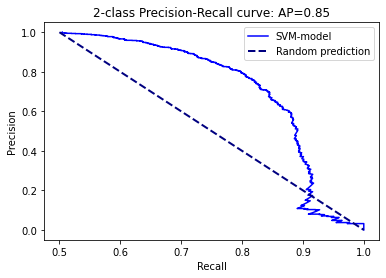 2-class Precision-Recall curve: AP=0.85
SVM-model
Random prediction
Precision
1.0
0.8
0.6
0.4
0.2
0.0
0.5
0.6
0.7
0.8
0.9
1.0
Recall